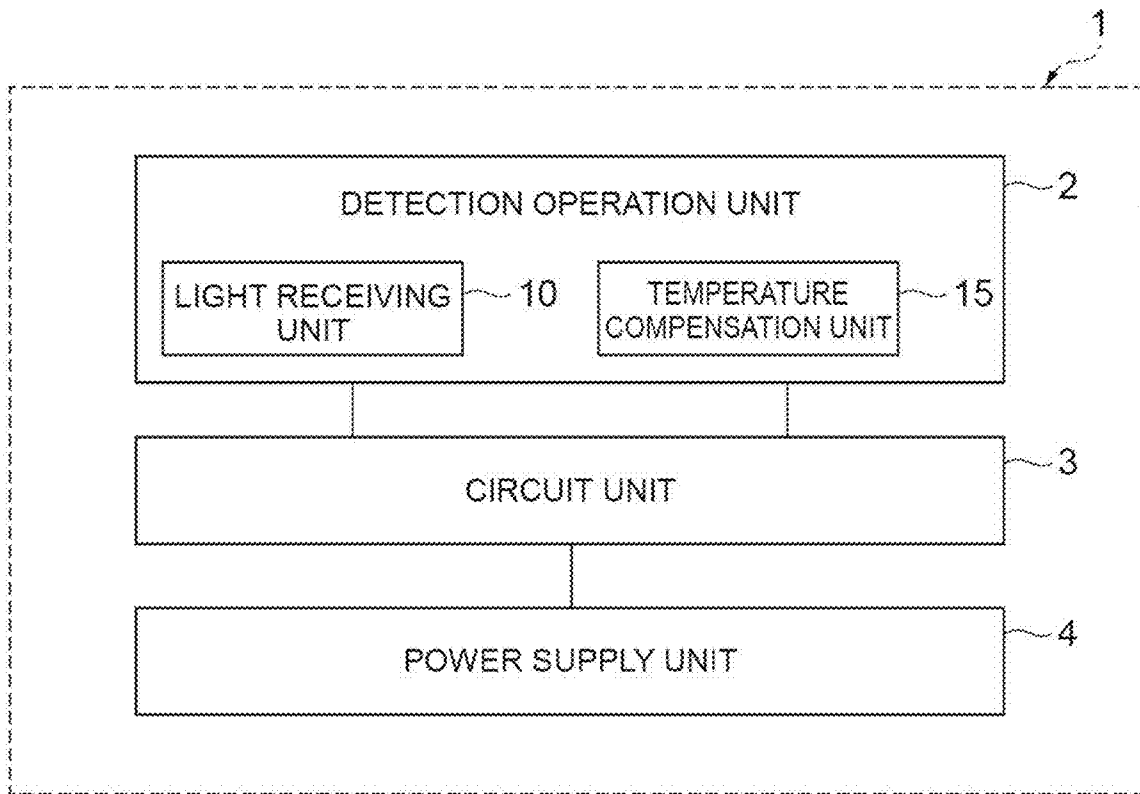 1
DETECTION OPERATION UNIT
2
LIGHT RECEIVING
UNIT
10
TEMPERATURE
COMPENSATION UNIT
15
CIRCUIT UNIT
3
POWER SUPPLY UNIT
4